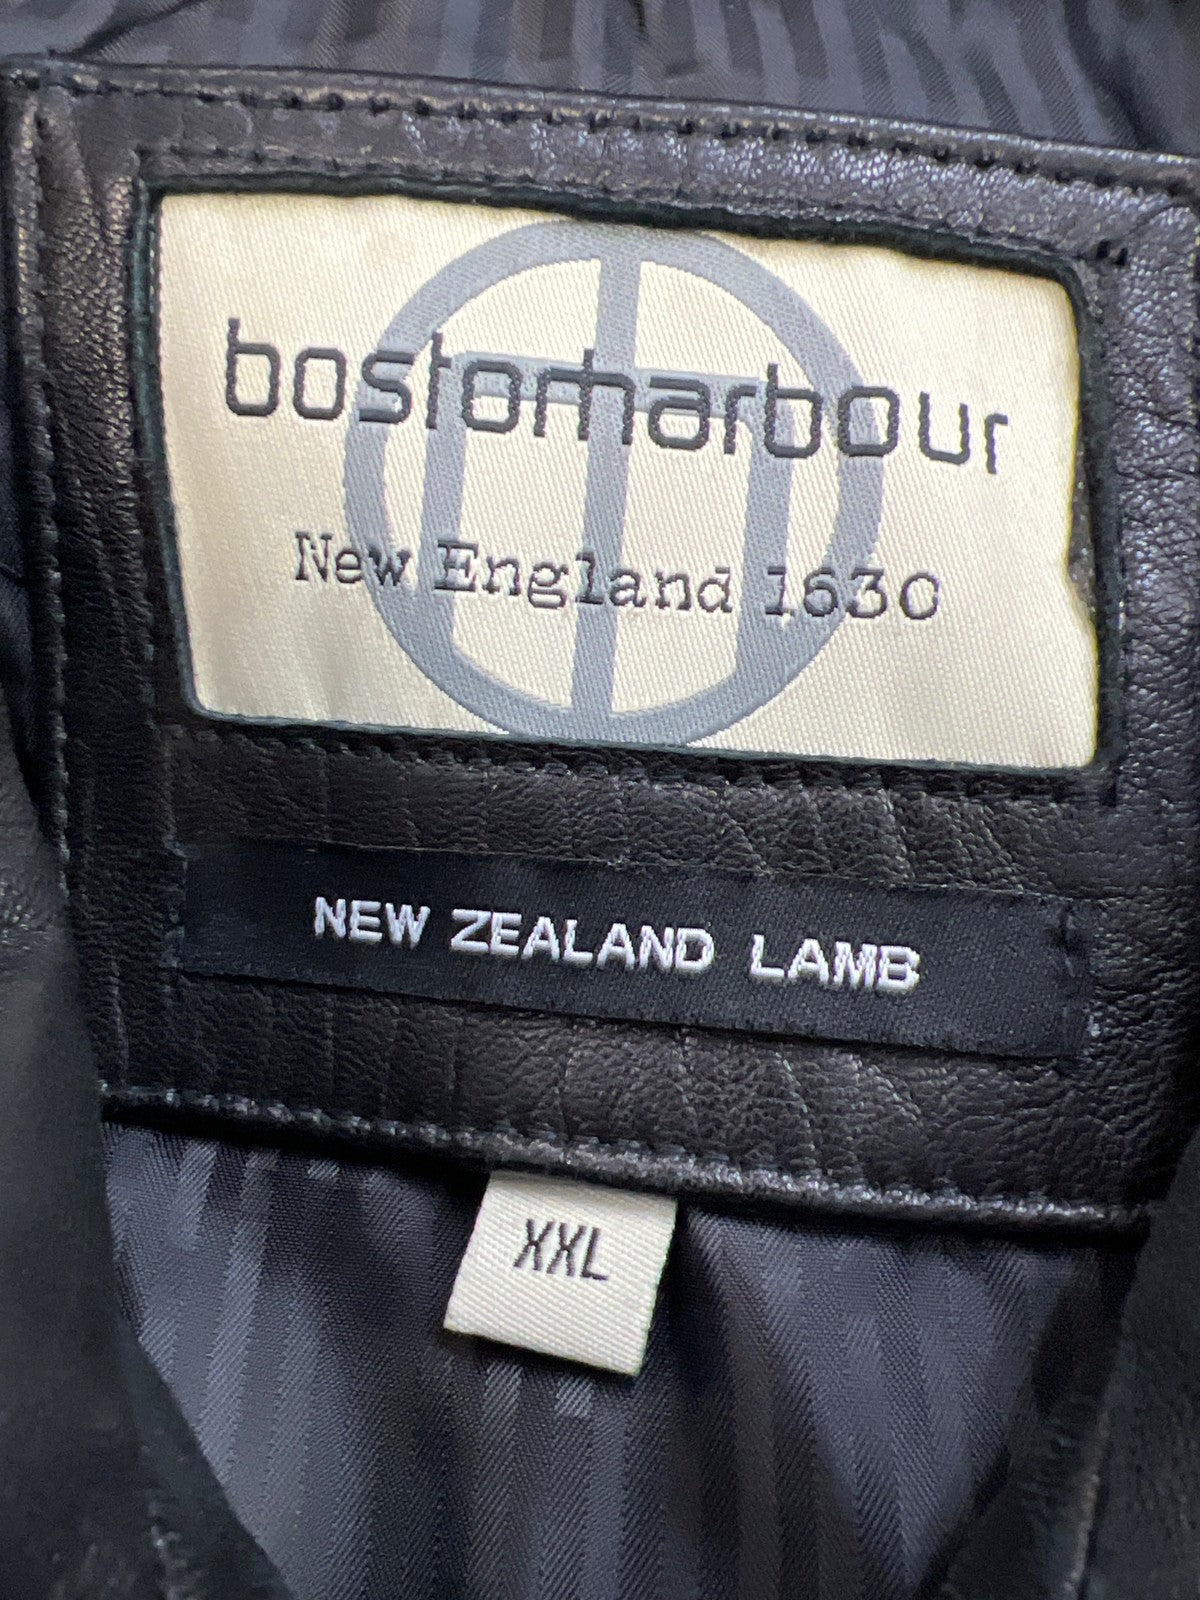 bostonharbour
New England 1630
NEW ZEALAND LAMB
XXL